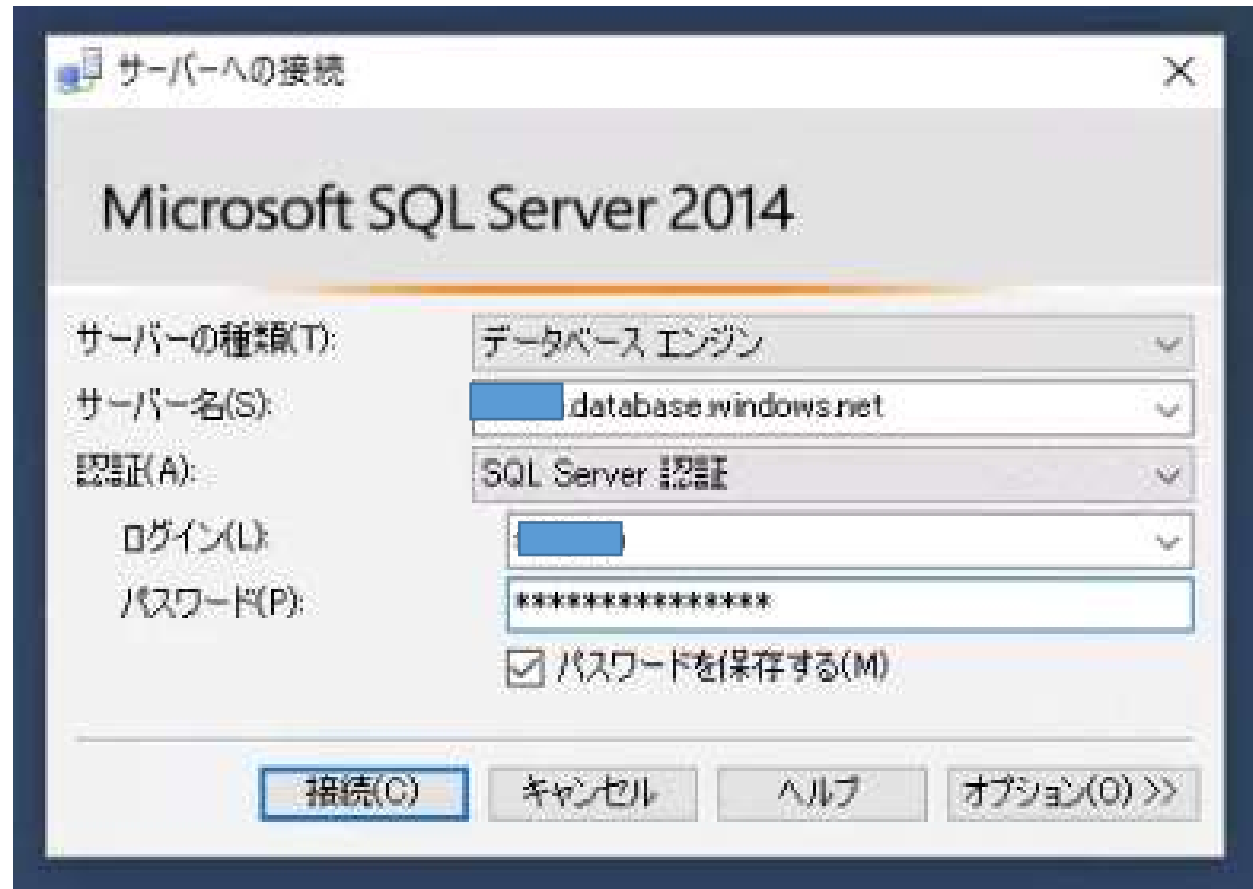 サーバーへの接続
Microsoft SQL Server 2014
サーバーの種類(T):
データベース エンジン
サーバー名(S):
.database.windows.net
認証(A):
SQL Server 認証
ログイン(L):
パスワード(P):
***************
パスワードを保存する(M)
接続(C)
キャンセル
ヘルプ
オプション(O) >>